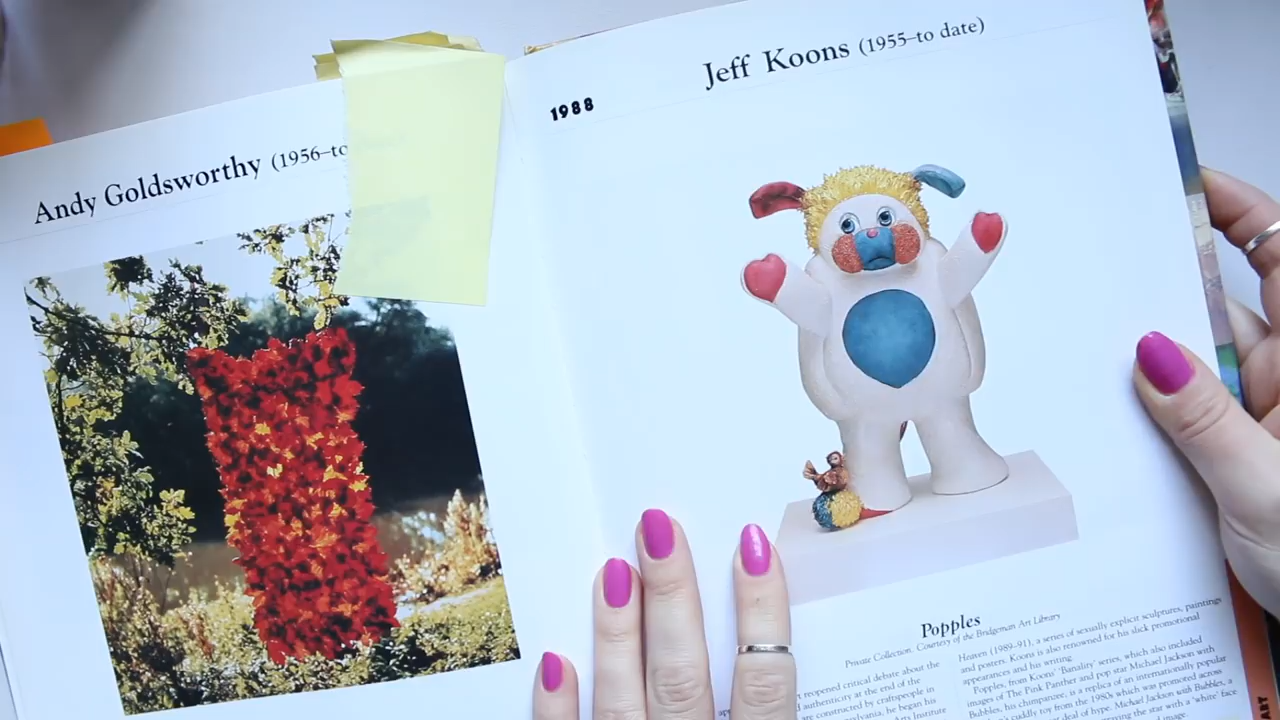 Andy Goldsworthy (1956–to
1988
Jeff Koons (1955–to date)
Popples
Private Collection. Courtesy of the Bridgeman Art Library
reopened critical debate about the
authenticity at the end of the
are constructed by craftpeople in
he began his
Arts Institute
Heaven (1989–91), a series of sexually explicit sculptures, paintings
and posters. Koons is also renowned for his slick promotional
appearances and his writing.
Popples, from Koons' 'Banality' series, which also included
images of The Pink Panther and pop star Michael Jackson with
Bubbles, his chimpanzee, is a replica of an internationally popular
cuddly toy from the 1980s which was promoted across
deal of hype. Michael Jackson with Bubbles, a
the star with a 'white' face
image
ART